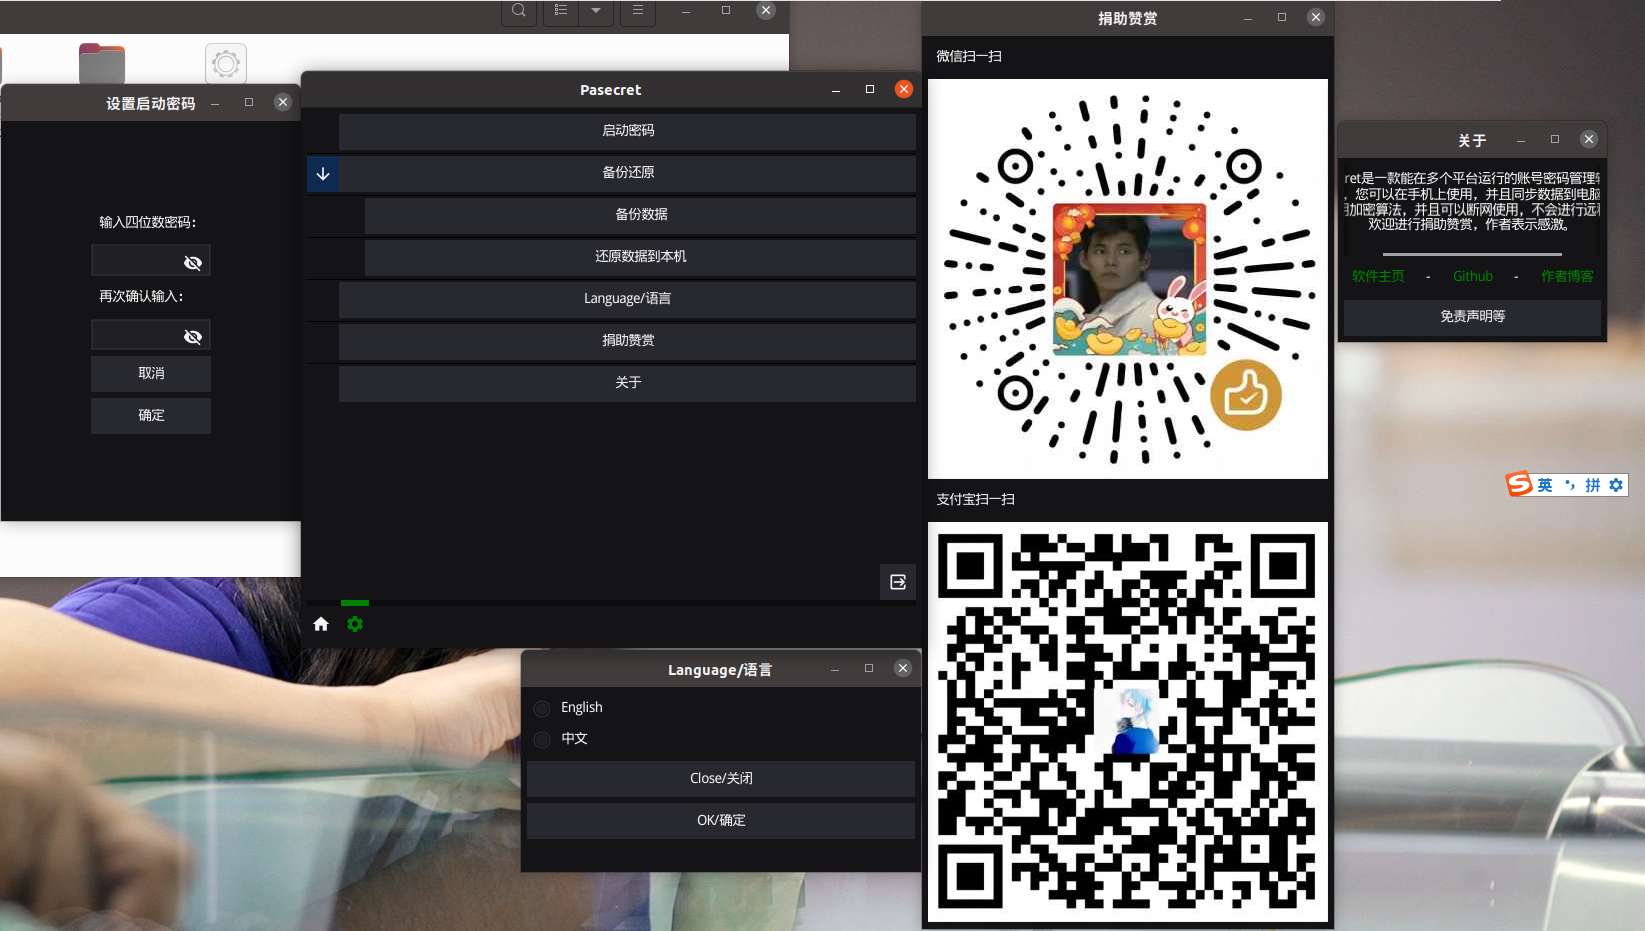 设置启动密码
输入四位数密码:
再次确认输入:
取消
确定
Pasecret
启动密码
备份还原
备份数据
还原数据到本机
Language/语言
捐助赞赏
关于
Language/语言
English
中文
Close/关闭
OK/确定
捐助赞赏
微信扫一扫
支付宝扫一扫
关于
ret是一款能在多个平台运行的账号密码管理
，您可以在手机上使用，并且同步数据到电脑
加密算法，并且可以断网使用，不会进行远
欢迎进行捐助赞赏，作者表示感激。
软件主页 - Github - 作者博客
免责声明等
S 英 拼